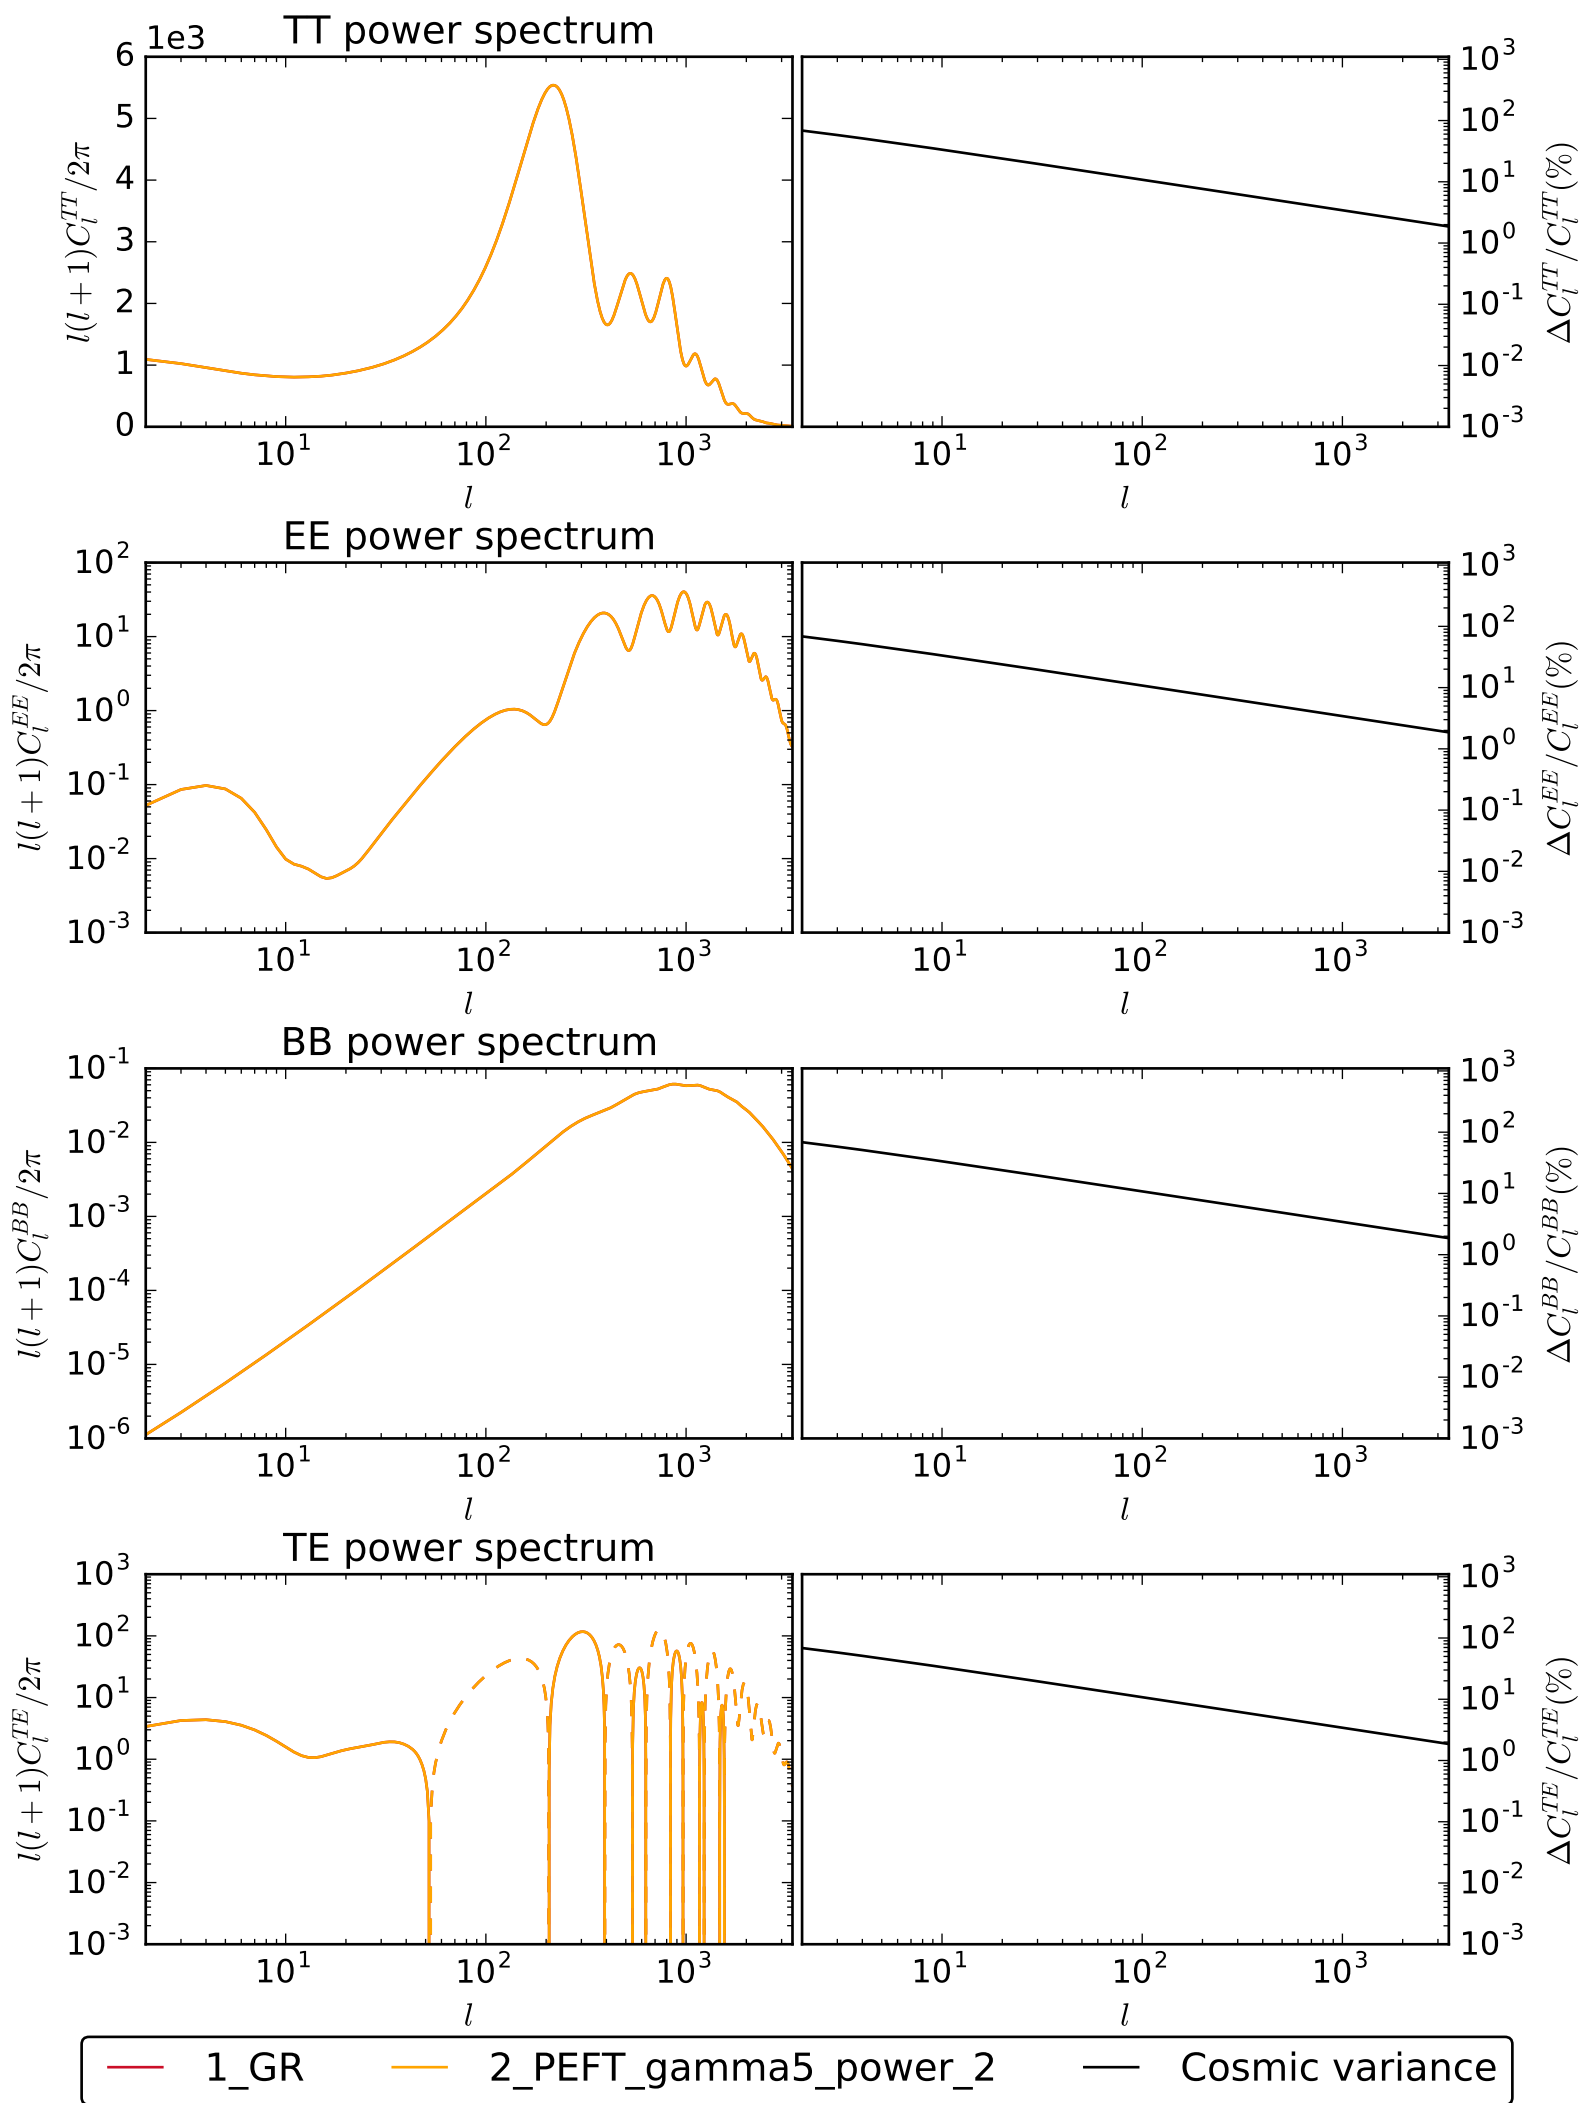 TT power spectrum
1e3
6
5
4
3
2
1
0
l(l+1)C_l^{TT}/2π
10^1 10^2 10^3
l
10^3
10^2
10^1
10^0
10^-1
10^-2
10^-3
ΔC_l^{TT}/C_l^{TT}(%)
10^1 10^2 10^3
l
EE power spectrum
10^2
10^1
10^0
10^-1
10^-2
10^-3
l(l+1)C_l^{EE}/2π
10^1 10^2 10^3
l
10^3
10^2
10^1
10^0
10^-1
10^-2
10^-3
ΔC_l^{EE}/C_l^{EE}(%)
10^1 10^2 10^3
l
BB power spectrum
10^-1
10^-2
10^-3
10^-4
10^-5
10^-6
l(l+1)C_l^{BB}/2π
10^1 10^2 10^3
l
10^3
10^2
10^1
10^0
10^-1
10^-2
10^-3
ΔC_l^{BB}/C_l^{BB}(%)
10^1 10^2 10^3
l
TE power spectrum
10^3
10^2
10^1
10^0
10^-1
10^-2
10^-3
l(l+1)C_l^{TE}/2π
10^1 10^2 10^3
l
10^3
10^2
10^1
10^0
10^-1
10^-2
10^-3
ΔC_l^{TE}/C_l^{TE}(%)
10^1 10^2 10^3
l
1_GR 2_PEFT_gamma5_power_2 Cosmic variance